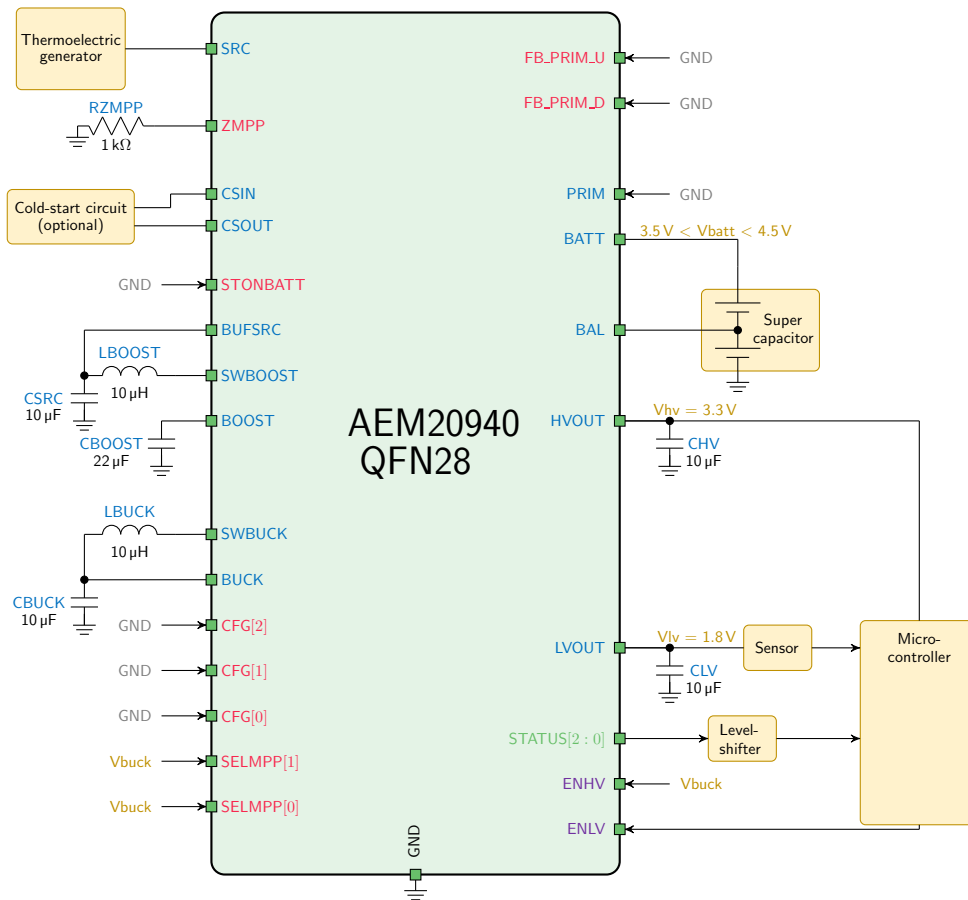 Thermoelectric
generator
SRC
RZMPP
1 kΩ
ZMPP
Cold-start circuit
(optional)
CSIN
CSOUT
GND
STONBATT
BUFSRC
LBOOST
10 µH
SWBOOST
CSRC
10 µF
BOOST
CBOOST
22 µF
LBUCK
10 µH
SWBUCK
BUCK
CBUCK
10 µF
GND
CFG[2]
GND
CFG[1]
GND
CFG[0]
Vbuck
SELMPP[1]
Vbuck
SELMPP[0]
AEM20940
QFN28
GND
FB_PRIM_U
GND
FB_PRIM_D
GND
PRIM
GND
BATT
3.5 V < Vbatt < 4.5 V
BAL
Super
capacitor
HVOUT
Vhv = 3.3 V
CHV
10 µF
LVOUT
Vlv = 1.8 V
CLV
10 µF
Sensor
Micro-
controller
STATUS[2 : 0]
Level-
shifter
ENHV
Vbuck
ENLV